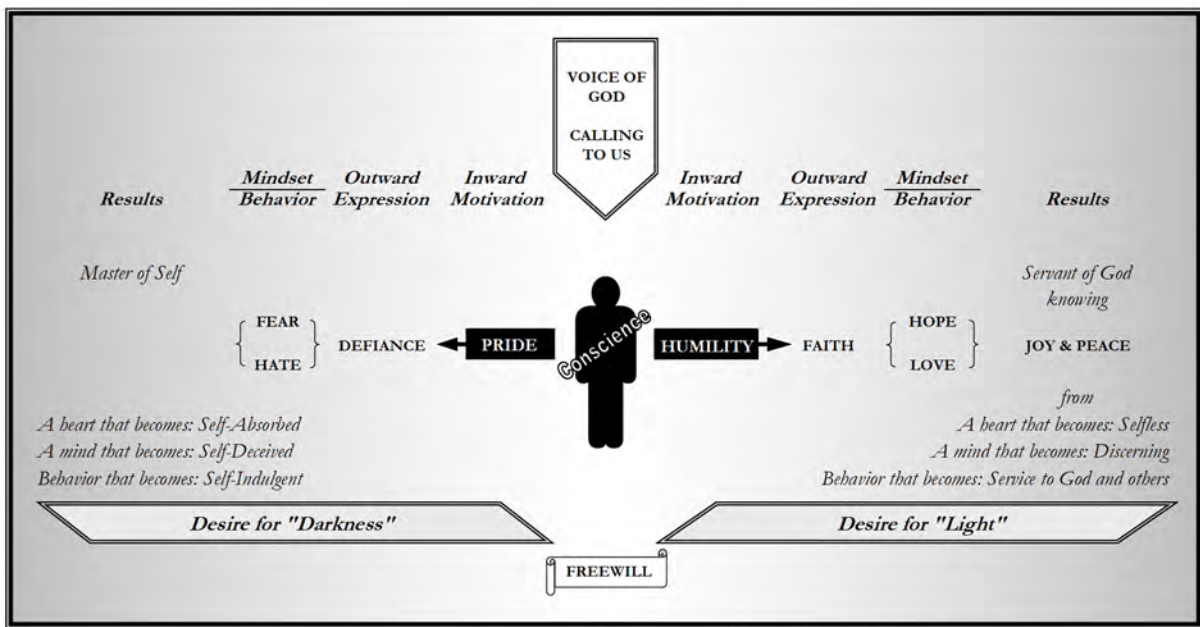 VOICE OF
GOD
CALLING
TO US
Results
Mindset
Behavior
Outward
Expression
Inward
Motivation
Inward
Motivation
Outward
Expression
Mindset
Behavior
Results
Master of Self
FEAR
HATE
DEFIANCE
PRIDE
Conscience
HUMILITY
FAITH
HOPE
LOVE
Servant of God
knowing
JOY & PEACE
from
A heart that becomes: Self-Absorbed
A mind that becomes: Self-Deceived
Behavior that becomes: Self-Indulgent
A heart that becomes: Selfless
A mind that becomes: Discerning
Behavior that becomes: Service to God and others
Desire for "Darkness"
Desire for "Light"
FREEWILL